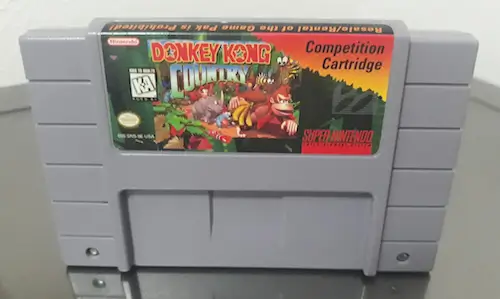 Resale/Rental of the Game Pak is Prohibited!
Nintendo
DONKEY KONG
COUNTRY
Competition
Cartridge
K-A
SUPER NINTENDO